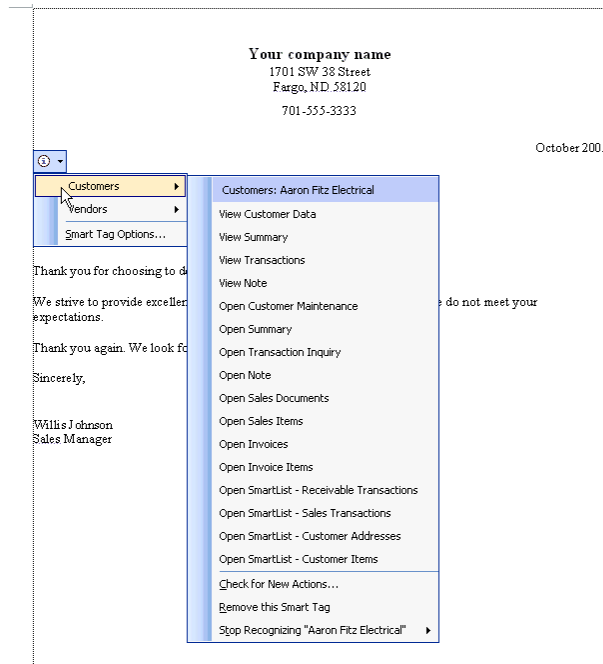 Your company name
1701 SW 38 Street
Fargo, ND 58120
701-555-3333
October 200
Customers
Vendors
Smart Tag Options...
Customers: Aaron Fitz Electrical
View Customer Data
View Summary
View Transactions
View Note
Open Customer Maintenance
Open Summary
Open Transaction Inquiry
Open Note
Open Sales Documents
Open Sales Items
Open Invoices
Open Invoice Items
Open SmartList - Receivable Transactions
Open SmartList - Sales Transactions
Open SmartList - Customer Addresses
Open SmartList - Customer Items
Check for New Actions...
Remove this Smart Tag
Stop Recognizing "Aaron Fitz Electrical"
Thank you for choosing to d
We strive to provide excellen e do not meet your
expectations.
Thank you again. We look fo
Sincerely,
Willis Johnson
Sales Manager